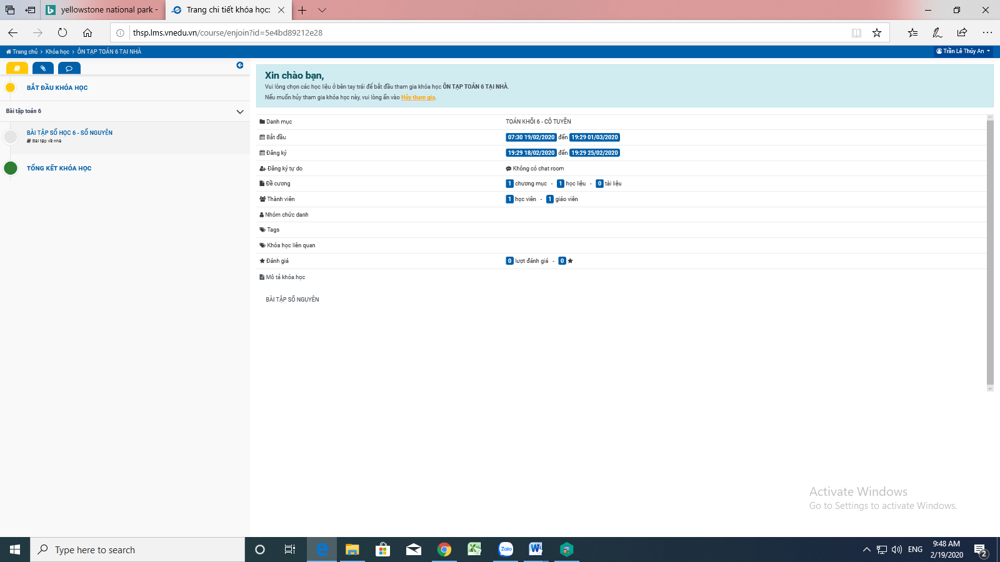 yellowstone national park -
Trang chi tiết khóa học:
thsp.lms.vnedu.vn/course/enjoin?id=5e4bd89212e28
Trang chủ > Khóa học > ÔN TẠP TOÁN 6 TẠI NHÀ
Trần Lê Thúy An
BẮT ĐẦU KHÓA HỌC
Bài tập toán 6
BÀI TẬP SỐ HỌC 6 - SỐ NGUYÊN
Bài tập về nhà
TỔNG KẾT KHÓA HỌC
Xin chào bạn,
Vui lòng chọn các học liệu ở bên tay trái để bắt đầu tham gia khóa học ÔN TẠP TOÁN 6 TẠI NHÀ.
Nếu muốn hủy tham gia khóa học này, vui lòng ấn vào Hủy tham gia.
Danh mục TOÁN KHỐI 6 - CÔ TUYỀN
Bắt đầu 07:30 19/02/2020 đến 19:29 01/03/2020
Đăng ký 19:29 18/02/2020 đến 19:29 25/02/2020
Đăng ký tự do Không có chat room
Đề cương 1 chương mục - 1 học liệu - 0 tài liệu
Thành viên 1 học viên - 1 giáo viên
Nhóm chức danh
Tags
Khóa học liên quan
Đánh giá 0 lượt đánh giá - 0
Mô tả khóa học
BÀI TẬP SỐ NGUYÊN
Activate Windows
Go to Settings to activate Windows.
Type here to search
Zalo
ENG
9:48 AM
2/19/2020
2